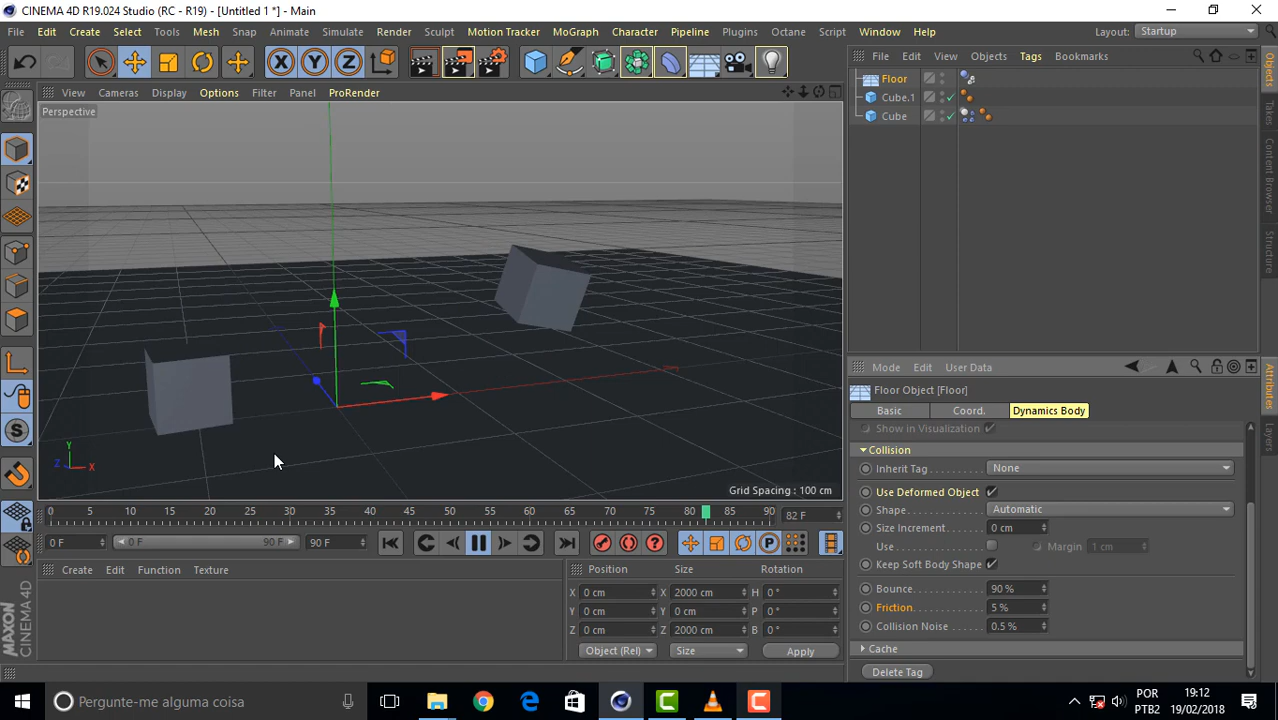 CINEMA 4D R19.024 Studio (RC - R19) - [Untitled 1 *] - Main
File Edit Create Select Tools Mesh Snap Animate Simulate Render Sculpt Motion Tracker MoGraph Character Pipeline Plugins Octane Script Window Help Layout: Startup
X Y Z
File Edit View Objects Tags Bookmarks
Floor
Cube.1
Cube
View Cameras Display Options Filter Panel ProRender
Perspective
Y
Z X
Grid Spacing : 100 cm
Objects
Takes
Content Browser
Structure
Mode Edit User Data
Floor Object [Floor]
Basic Coord. Dynamics Body
Show in Visualization
Collision
Inherit Tag None
Use Deformed Object
Shape Automatic
Size Increment 0 cm
Use Margin 1 cm
Keep Soft Body Shape
Bounce 90 %
Friction 5 %
Collision Noise 0.5 %
Cache
Delete Tag
Attributes
Layers
0 5 10 15 20 25 30 35 40 45 50 55 60 65 70 75 80 85 90 82 F
0 F 0 F 90 F 90 F
Create Edit Function Texture
Position Size Rotation
X 0 cm X 2000 cm H 0 °
Y 0 cm Y 0 cm P 0 °
Z 0 cm Z 2000 cm B 0 °
Object (Rel) Size Apply
MAXON
CINEMA 4D
Pergunte-me alguma coisa
POR
PTB2
19:12
19/02/2018